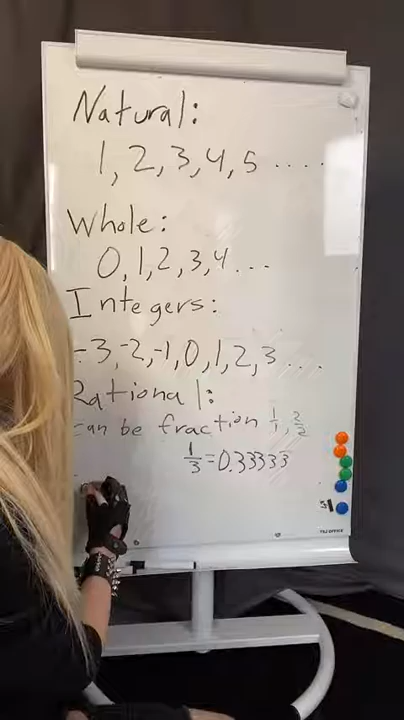 Natural:
1, 2, 3, 4, 5 ....
Whole:
0, 1, 2, 3, 4 ...
Integers:
-3, -2, -1, 0, 1, 2, 3 ...
Rational:
can be fraction 1/1, 2/2
1/3 = 0.33333